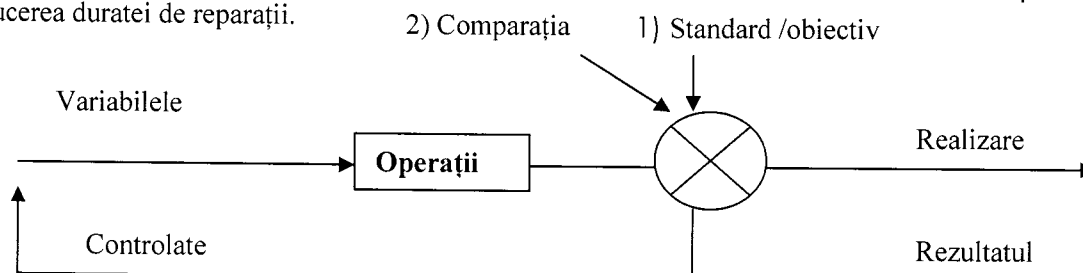 ucerea duratei de reparații.
2) Comparația
1) Standard /obiectiv
Variabilele
Operații
Realizare
Controlate
Rezultatul